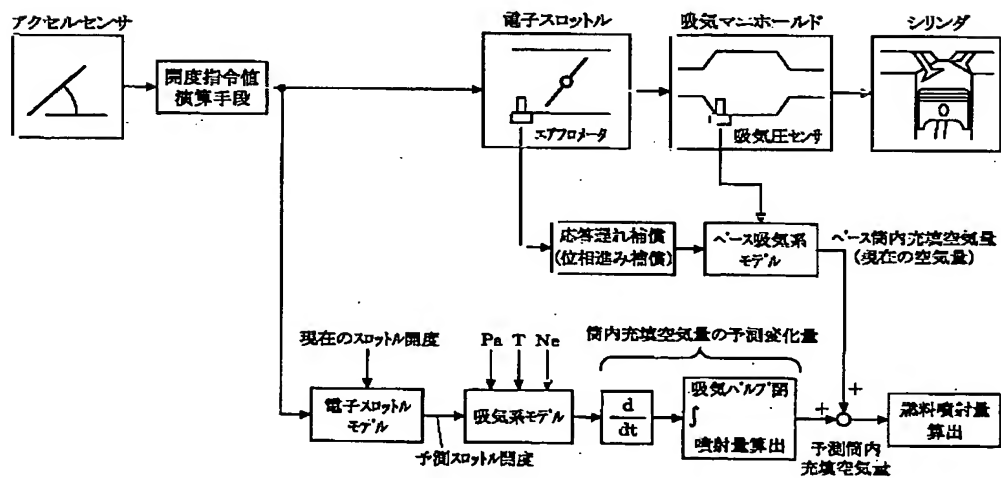 アクセルセンサ
電子スロットル
吸気マニホールド
シリンダ
開度指令値
演算手段
エアフロメータ
吸気圧センサ
応答遅れ補償
(位相進み補償)
ベース吸気系
モデル
ベース筒内充填空気量
(現在の空気量)
筒内充填空気量の予測変化量
現在のスロットル開度
Pa T Ne
電子スロットル
モデル
予測スロットル開度
吸気系モデル
d
dt
吸気バルブ閉
∫
噴射量算出
+
+
予測筒内
充填空気量
燃料噴射量
算出